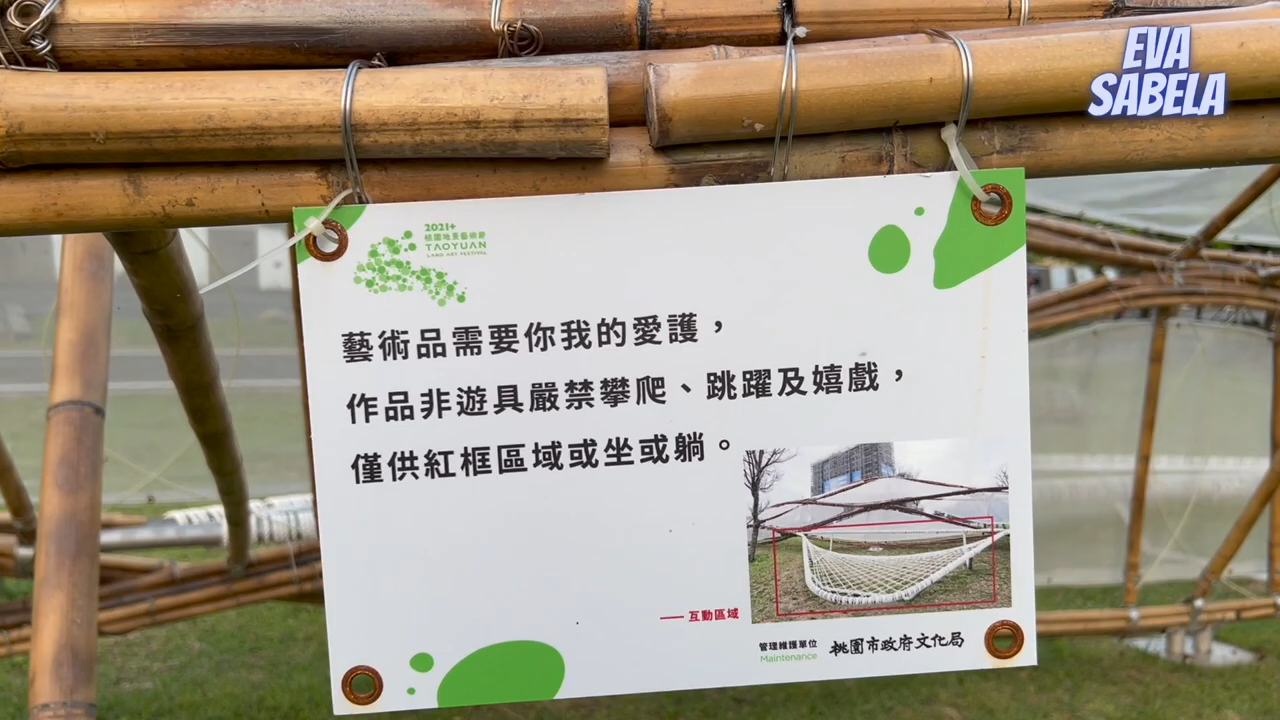 EVA
SABELA
2021+
桃園地景藝術節
TAOYUAN
LAND ART FESTIVAL
藝術品需要你我的愛護，
作品非遊具嚴禁攀爬、跳躍及嬉戲，
僅供紅框區域或坐或躺。
互動區域
管理維護單位 桃園市政府文化局
Maintenance